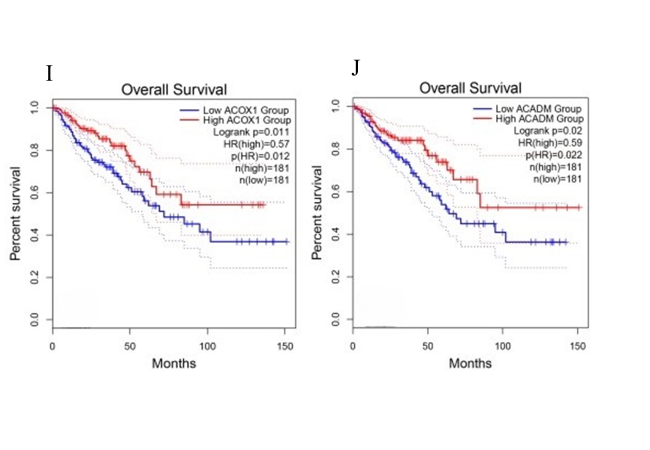 I
Overall Survival
Low ACOX1 Group
High ACOX1 Group
Logrank p=0.011
HR(high)=0.57
p(HR)=0.012
n(high)=181
n(low)=181
Percent survival
1.0
0.8
0.6
0.4
0.2
0.0
0 50 100 150
Months
J
Overall Survival
Low ACADM Group
High ACADM Group
Logrank p=0.02
HR(high)=0.59
p(HR)=0.022
n(high)=181
n(low)=181
Percent survival
1.0
0.8
0.6
0.4
0.2
0.0
0 50 100 150
Months